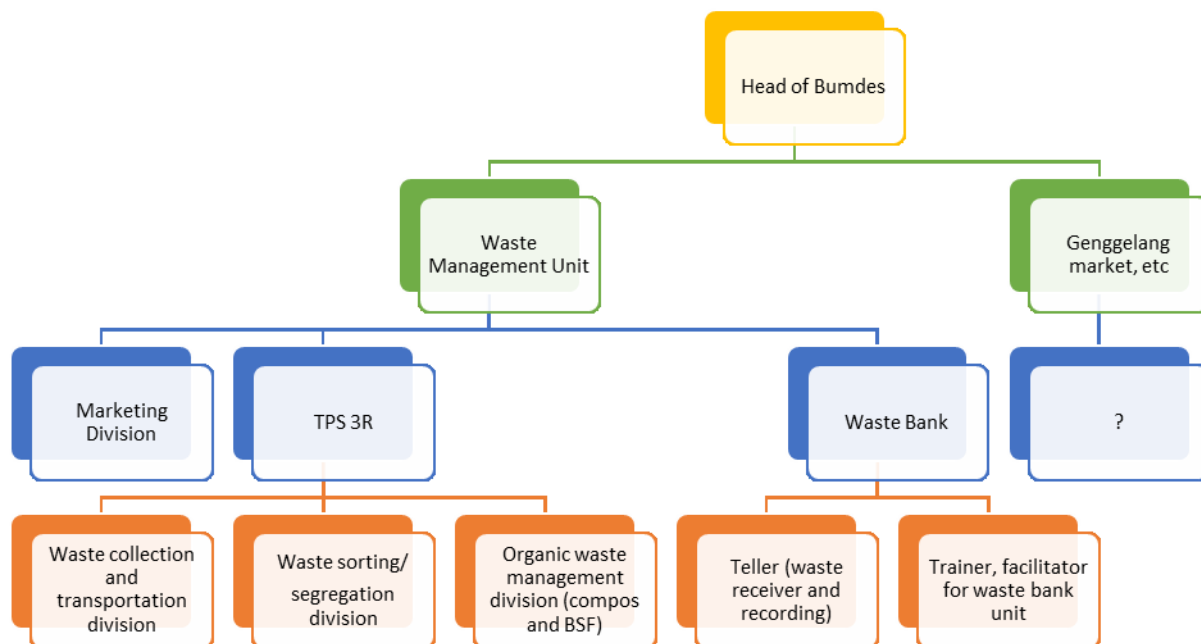 Head of Bumdes
Waste
Management Unit
Genggelang
market, etc
Marketing
Division
TPS 3R
Waste Bank
?
Waste collection
and
transportation
division
Waste sorting/
segregation
division
Organic waste
management
division (compos
and BSF)
Teller (waste
receiver and
recording)
Trainer, facilitator
for waste bank
unit